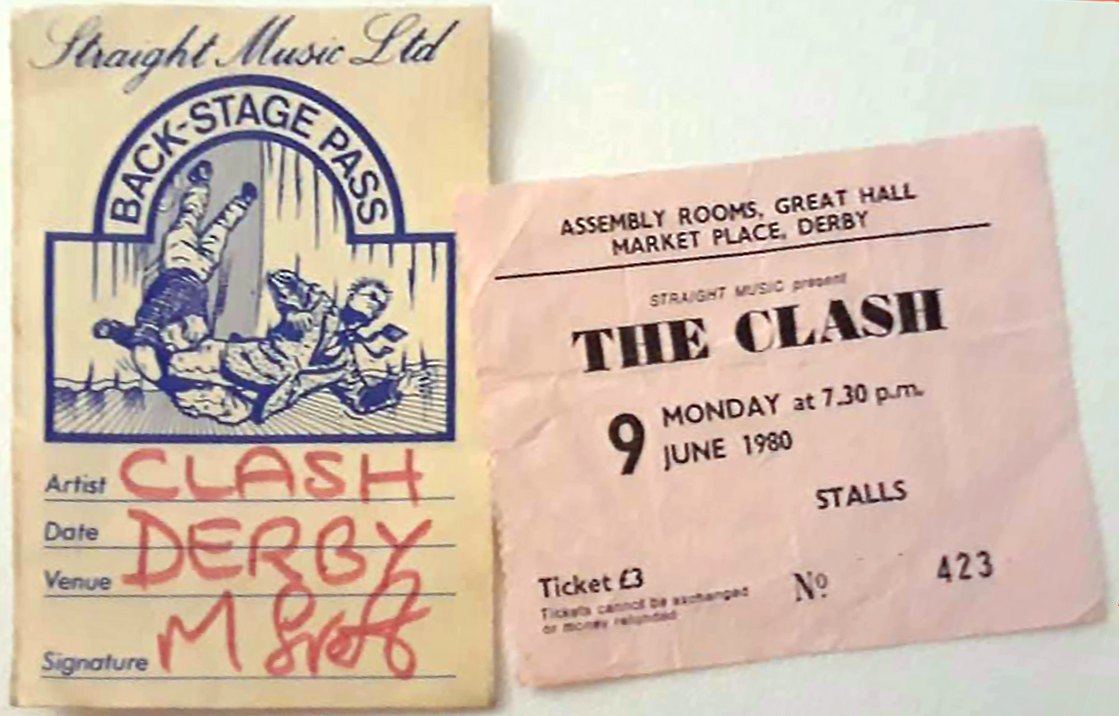 Straight Music Ltd
BACK-STAGE PASS
Artist CLASH
Date
Venue DERBY
Signature M
ASSEMBLY ROOMS, GREAT HALL
MARKET PLACE, DERBY
STRAIGHT MUSIC present
THE CLASH
9 MONDAY at 7.30 p.m.
JUNE 1980
STALLS
Ticket £3
Tickets cannot be exchanged
or money refunded
Nº 423